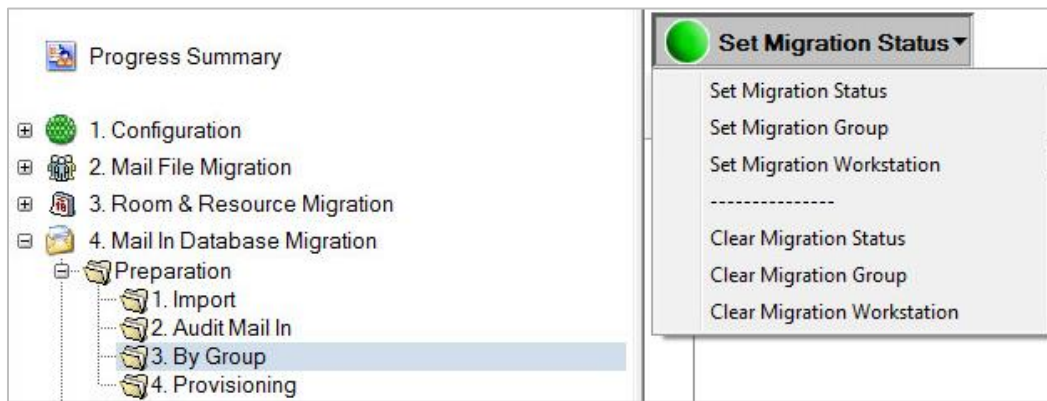 Progress Summary
1. Configuration
2. Mail File Migration
3. Room & Resource Migration
4. Mail In Database Migration
Preparation
1. Import
2. Audit Mail In
3. By Group
4. Provisioning
Set Migration Status
Set Migration Status
Set Migration Group
Set Migration Workstation
---------------
Clear Migration Status
Clear Migration Group
Clear Migration Workstation